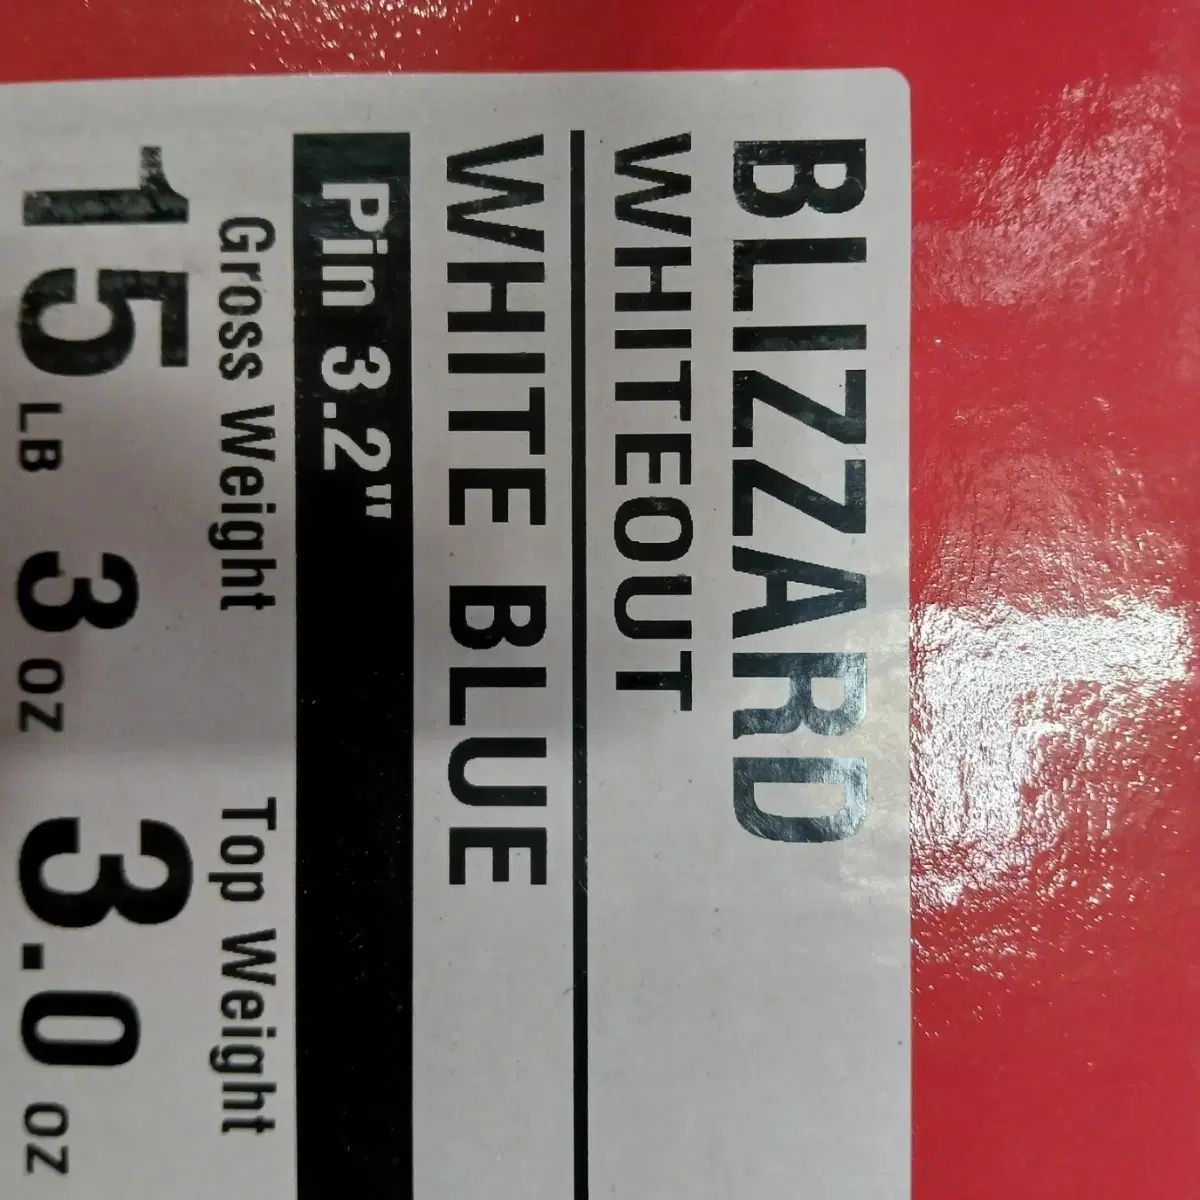 BLIZZARD
WHITEOUT
WHITE BLUE
Pin 3.2"
Gross Weight Top Weight
15 LB 3 OZ 3.0 OZ